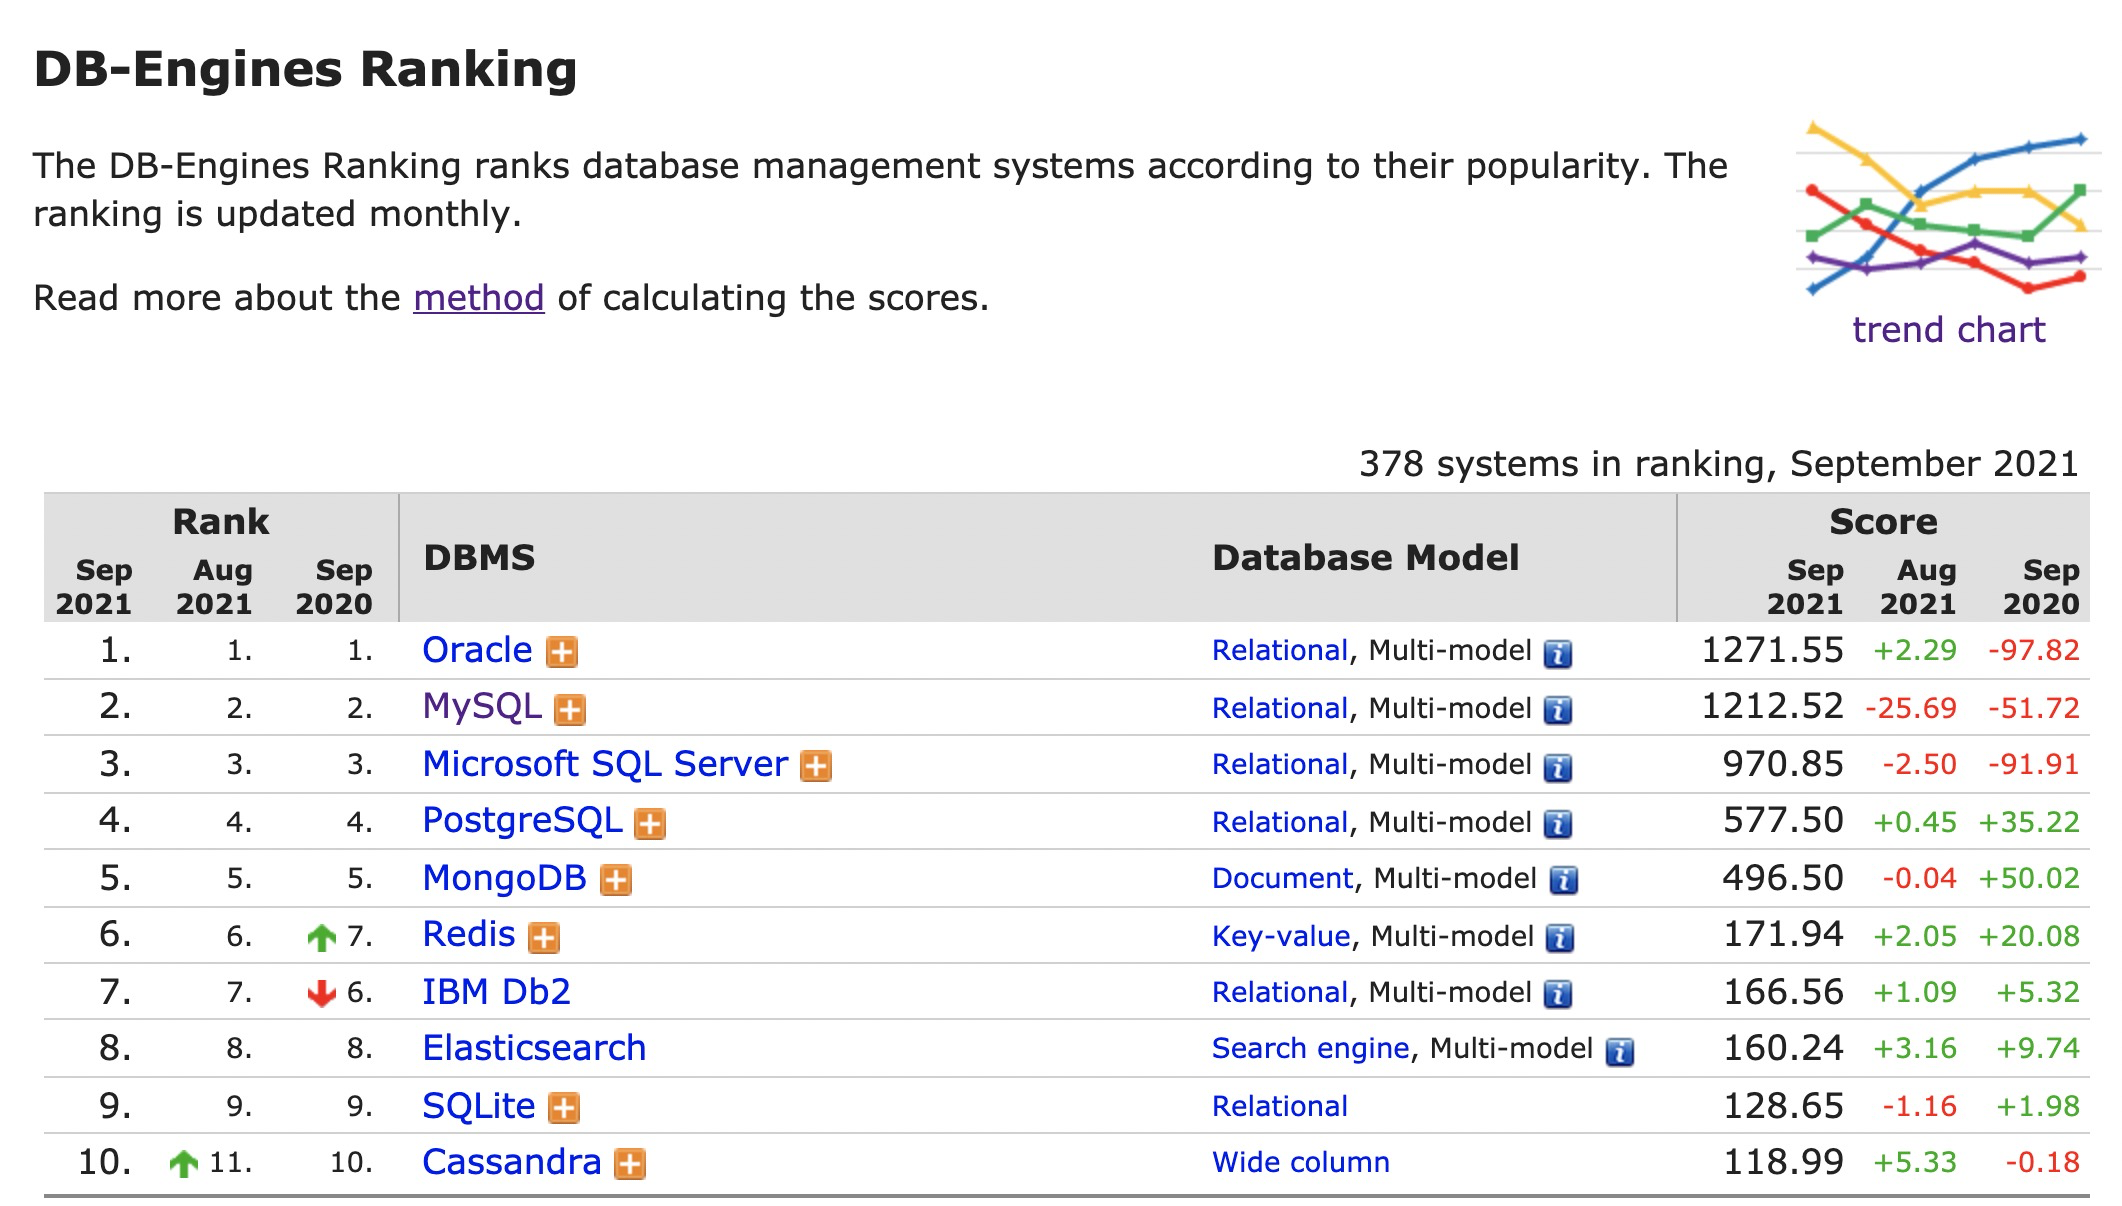 DB-Engines Ranking
The DB-Engines Ranking ranks database management systems according to their popularity. The
ranking is updated monthly.
Read more about the method of calculating the scores.
trend chart
378 systems in ranking, September 2021
Rank DBMS Database Model Score
Sep 2021 Aug 2021 Sep 2020 Sep 2021 Aug 2021 Sep 2020
1. 1. 1. Oracle Relational, Multi-model 1271.55 +2.29 -97.82
2. 2. 2. MySQL Relational, Multi-model 1212.52 -25.69 -51.72
3. 3. 3. Microsoft SQL Server Relational, Multi-model 970.85 -2.50 -91.91
4. 4. 4. PostgreSQL Relational, Multi-model 577.50 +0.45 +35.22
5. 5. 5. MongoDB Document, Multi-model 496.50 -0.04 +50.02
6. 6. 7. Redis Key-value, Multi-model 171.94 +2.05 +20.08
7. 7. 6. IBM Db2 Relational, Multi-model 166.56 +1.09 +5.32
8. 8. 8. Elasticsearch Search engine, Multi-model 160.24 +3.16 +9.74
9. 9. 9. SQLite Relational 128.65 -1.16 +1.98
10. 11. 10. Cassandra Wide column 118.99 +5.33 -0.18